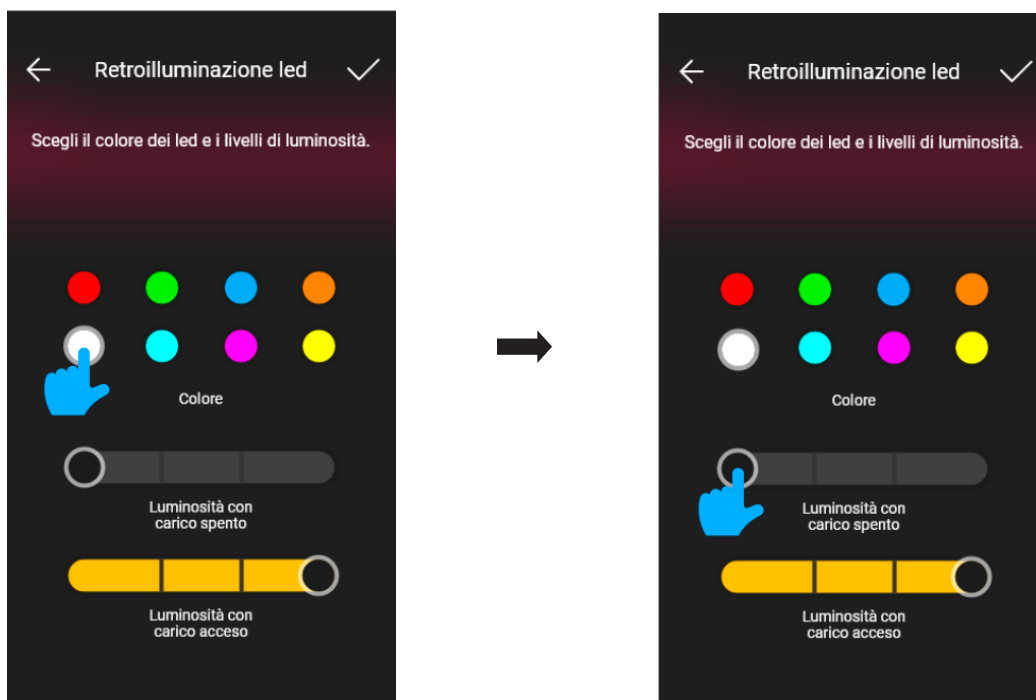 Retroilluminazione led
Scegli il colore dei led e i livelli di luminosità.
Colore
Luminosità con
carico spento
Luminosità con
carico acceso
Retroilluminazione led
Scegli il colore dei led e i livelli di luminosità.
Colore
Luminosità con
carico spento
Luminosità con
carico acceso